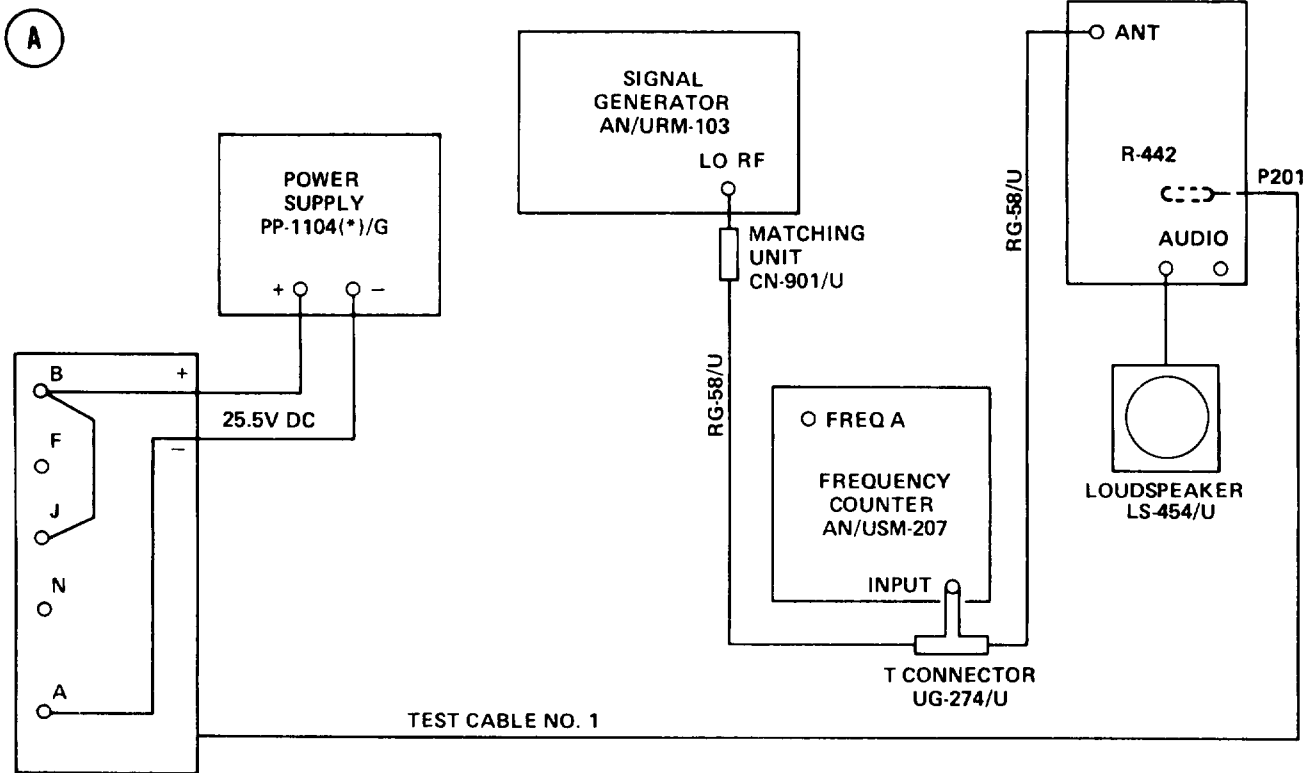 A
SIGNAL
GENERATOR
AN/URM-103
LO RF
MATCHING
UNIT
CN-901/U
RG-58/U
POWER
SUPPLY
PP-1104(*)/G
+
−
B
+
25.5V DC
−
F
J
N
A
TEST CABLE NO. 1
FREQ A
FREQUENCY
COUNTER
AN/USM-207
INPUT
T CONNECTOR
UG-274/U
RG-58/U
ANT
R-442
P201
AUDIO
LOUDSPEAKER
LS-454/U